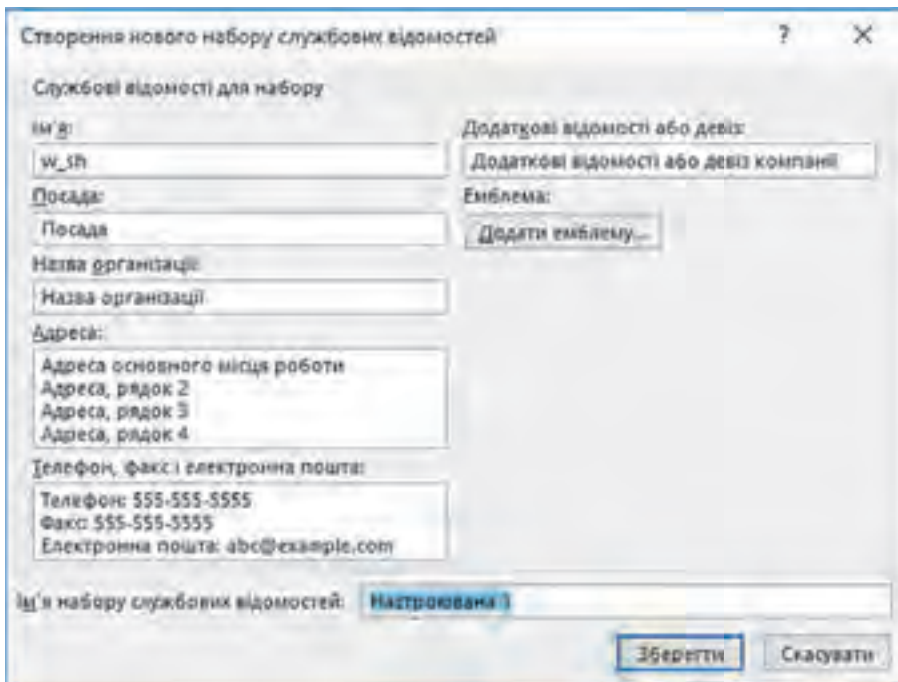 Створення нового набору службових відомостей
Службові відомості для набору
Ім'я:
w_sh
Посада:
Посада
Назва організації:
Назва організації
Адреса:
Адреса основного місця роботи
Адреса, рядок 2
Адреса, рядок 3
Адреса, рядок 4
Телефон, факс і електронна пошта:
Телефон: 555-555-5555
Факс: 555-555-5555
Електронна пошта: abc@example.com
Додаткові відомості або девіз:
Додаткові відомості або девіз компанії
Емблема:
Додати емблему...
Ім'я набору службових відомостей: Настроювана 1
Зберегти Скасувати